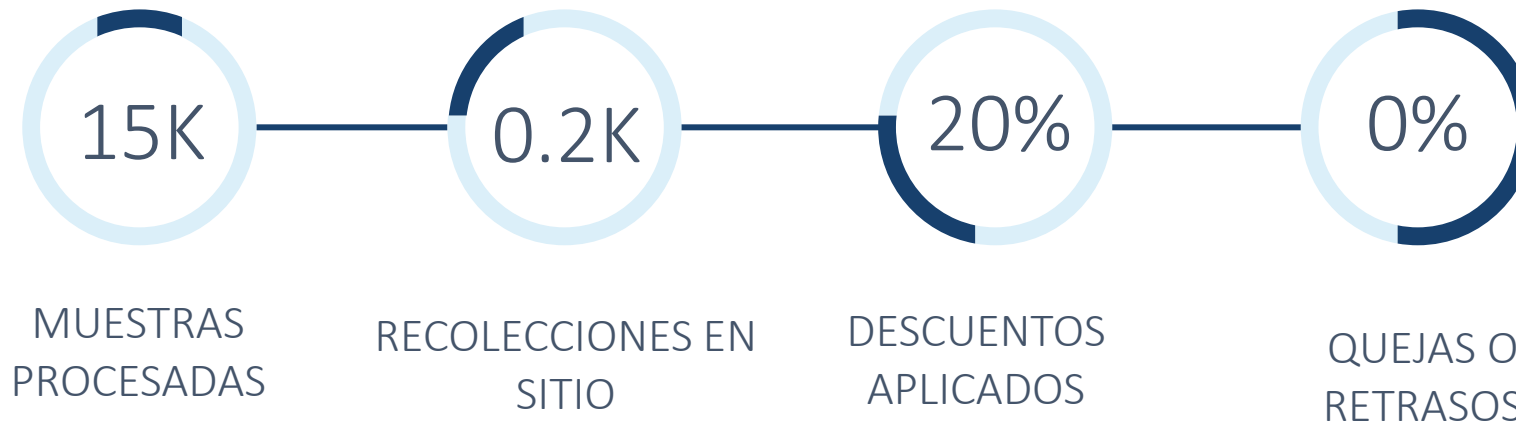 15K
0.2K
20%
0%
MUESTRAS
PROCESADAS
RECOLECCIONES EN
SITIO
DESCUENTOS
APLICADOS
QUEJAS O
RETRASOS